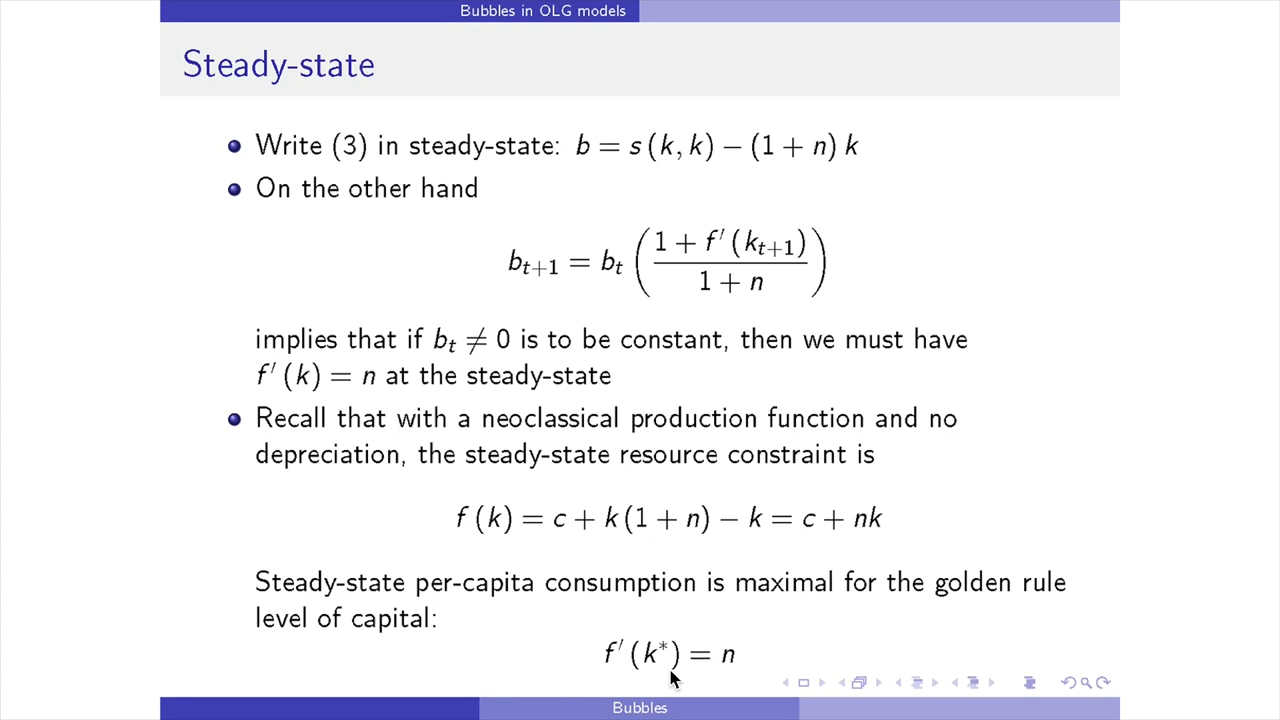 Bubbles in OLG models
Steady-state
Write (3) in steady-state: b = s (k, k) − (1 + n) k
On the other hand
b_{t+1} = b_t ( (1 + f′ (k_{t+1})) / (1 + n) )
implies that if b_t ≠ 0 is to be constant, then we must have
f′ (k) = n at the steady-state
Recall that with a neoclassical production function and no
depreciation, the steady-state resource constraint is
f (k) = c + k (1 + n) − k = c + nk
Steady-state per-capita consumption is maximal for the golden rule
level of capital:
f′ (k*) = n
Bubbles